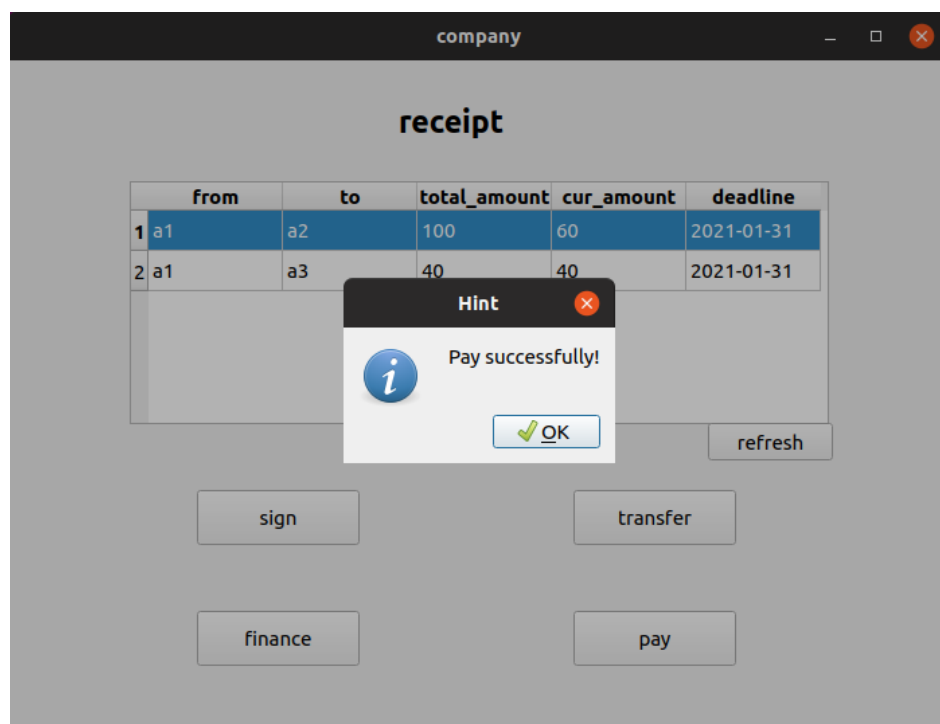 company
receipt
from to total_amount cur_amount deadline
1 a1 a2 100 60 2021-01-31
2 a1 a3 40 40 2021-01-31
Hint
Pay successfully!
OK
refresh
sign transfer
finance pay